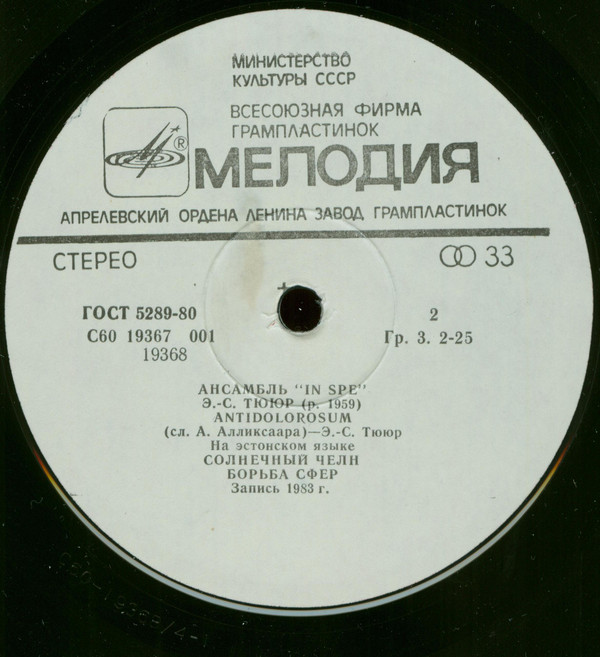 МИНИСТЕРСТВО
КУЛЬТУРЫ СССР
ВСЕСОЮЗНАЯ ФИРМА
ГРАМПЛАСТИНОК
®
МЕЛОДИЯ
АПРЕЛЕВСКИЙ ОРДЕНА ЛЕНИНА ЗАВОД ГРАМПЛАСТИНОК
СТЕРЕО
33
ГОСТ 5289-80
2
С60 19367 001
Гр. 3. 2-25
19368
АНСАМБЛЬ "IN SPE"
Э.-С. ТЮЮР (р. 1959)
ANTIDOLOROSUM
(сл. А. Алликсаара)—Э.-С. Тююр
На эстонском языке
СОЛНЕЧНЫЙ ЧЕЛН
БОРЬБА СФЕР
Запись 1983 г.